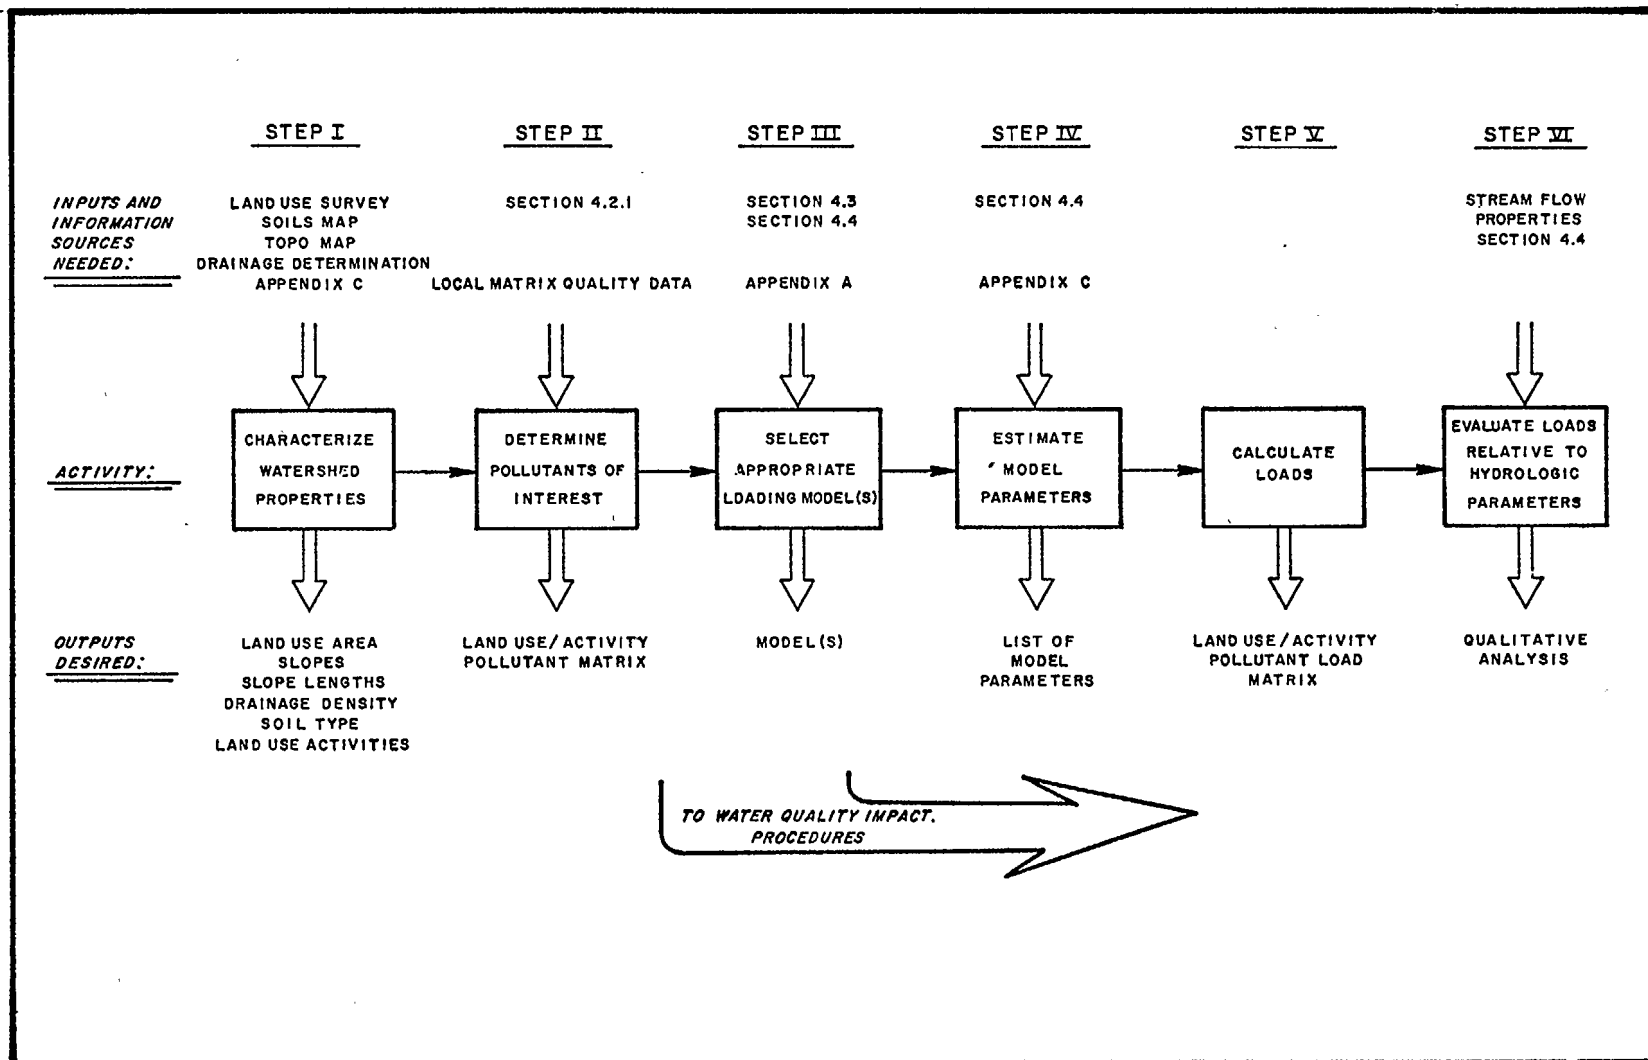 STEP I
STEP II
STEP III
STEP IV
STEP V
STEP VI
INPUTS AND
INFORMATION
SOURCES
NEEDED:
LAND USE SURVEY
SOILS MAP
TOPO MAP
DRAINAGE DETERMINATION
APPENDIX C
SECTION 4.2.1
LOCAL MATRIX QUALITY DATA
SECTION 4.3
SECTION 4.4
APPENDIX A
SECTION 4.4
APPENDIX C
STREAM FLOW
PROPERTIES
SECTION 4.4
ACTIVITY:
CHARACTERIZE
WATERSHED
PROPERTIES
DETERMINE
POLLUTANTS OF
INTEREST
SELECT
APPROPRIATE
LOADING MODEL(S)
ESTIMATE
MODEL
PARAMETERS
CALCULATE
LOADS
EVALUATE LOADS
RELATIVE TO
HYDROLOGIC
PARAMETERS
OUTPUTS
DESIRED:
LAND USE AREA
SLOPES
SLOPE LENGTHS
DRAINAGE DENSITY
SOIL TYPE
LAND USE ACTIVITIES
LAND USE/ACTIVITY
POLLUTANT MATRIX
MODEL(S)
LIST OF
MODEL
PARAMETERS
LAND USE/ACTIVITY
POLLUTANT LOAD
MATRIX
QUALITATIVE
ANALYSIS
TO WATER QUALITY IMPACT.
PROCEDURES